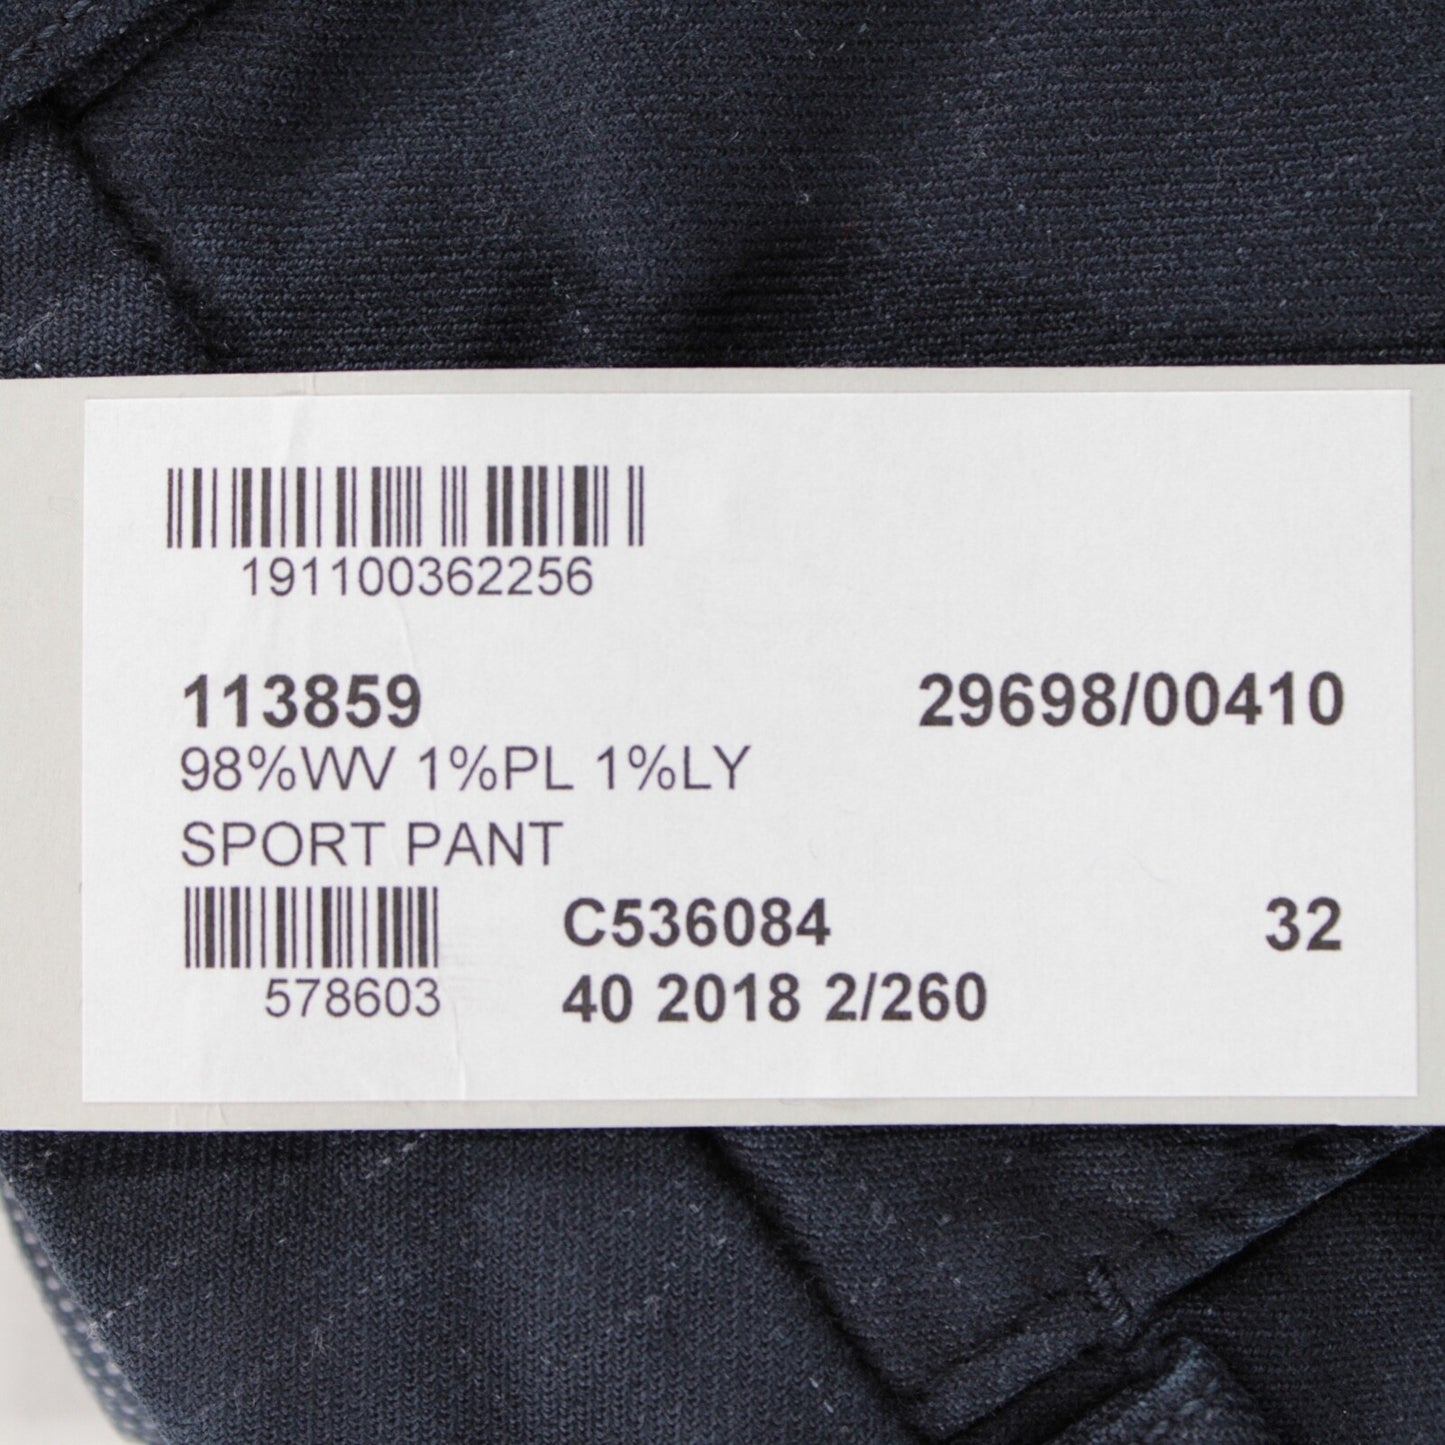 191100362256
113859 29698/00410
98%WV 1%PL 1%LY
SPORT PANT
C536084 32
578603 40 2018 2/260